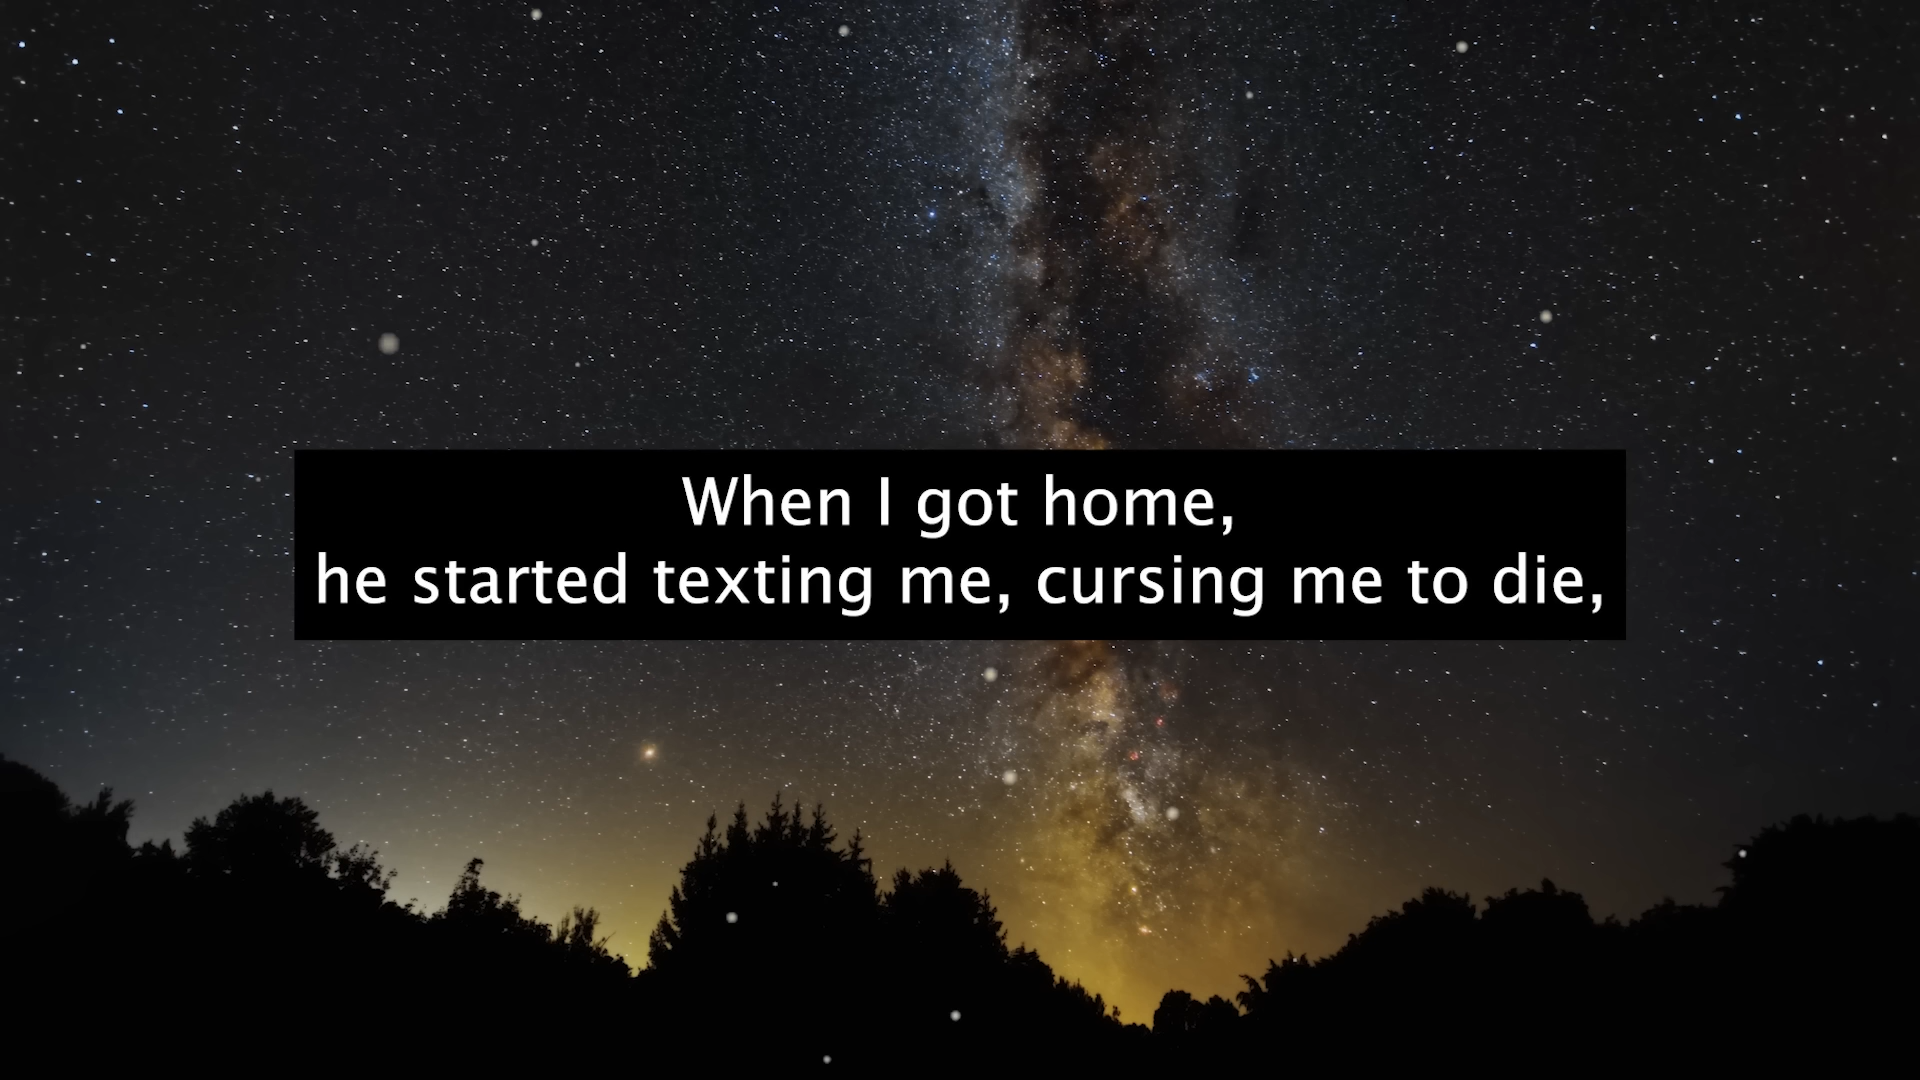 When I got home,
he started texting me, cursing me to die,